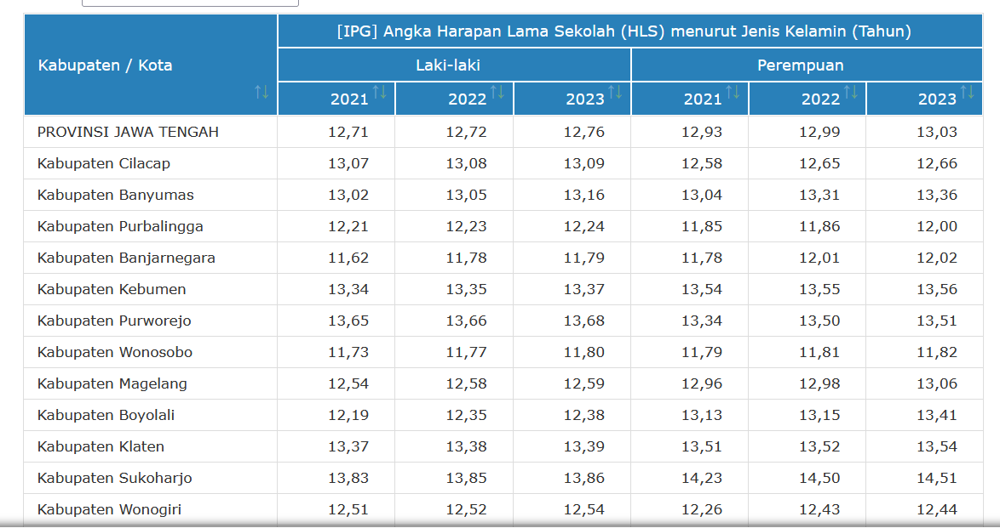 [IPG] Angka Harapan Lama Sekolah (HLS) menurut Jenis Kelamin (Tahun)
Kabupaten / Kota
Laki-laki Perempuan
2021 2022 2023 2021 2022 2023
PROVINSI JAWA TENGAH 12,71 12,72 12,76 12,93 12,99 13,03
Kabupaten Cilacap 13,07 13,08 13,09 12,58 12,65 12,66
Kabupaten Banyumas 13,02 13,05 13,16 13,04 13,31 13,36
Kabupaten Purbalingga 12,21 12,23 12,24 11,85 11,86 12,00
Kabupaten Banjarnegara 11,62 11,78 11,79 11,78 12,01 12,02
Kabupaten Kebumen 13,34 13,35 13,37 13,54 13,55 13,56
Kabupaten Purworejo 13,65 13,66 13,68 13,34 13,50 13,51
Kabupaten Wonosobo 11,73 11,77 11,80 11,79 11,81 11,82
Kabupaten Magelang 12,54 12,58 12,59 12,96 12,98 13,06
Kabupaten Boyolali 12,19 12,35 12,38 13,13 13,15 13,41
Kabupaten Klaten 13,37 13,38 13,39 13,51 13,52 13,54
Kabupaten Sukoharjo 13,83 13,85 13,86 14,23 14,50 14,51
Kabupaten Wonogiri 12,51 12,52 12,54 12,26 12,43 12,44